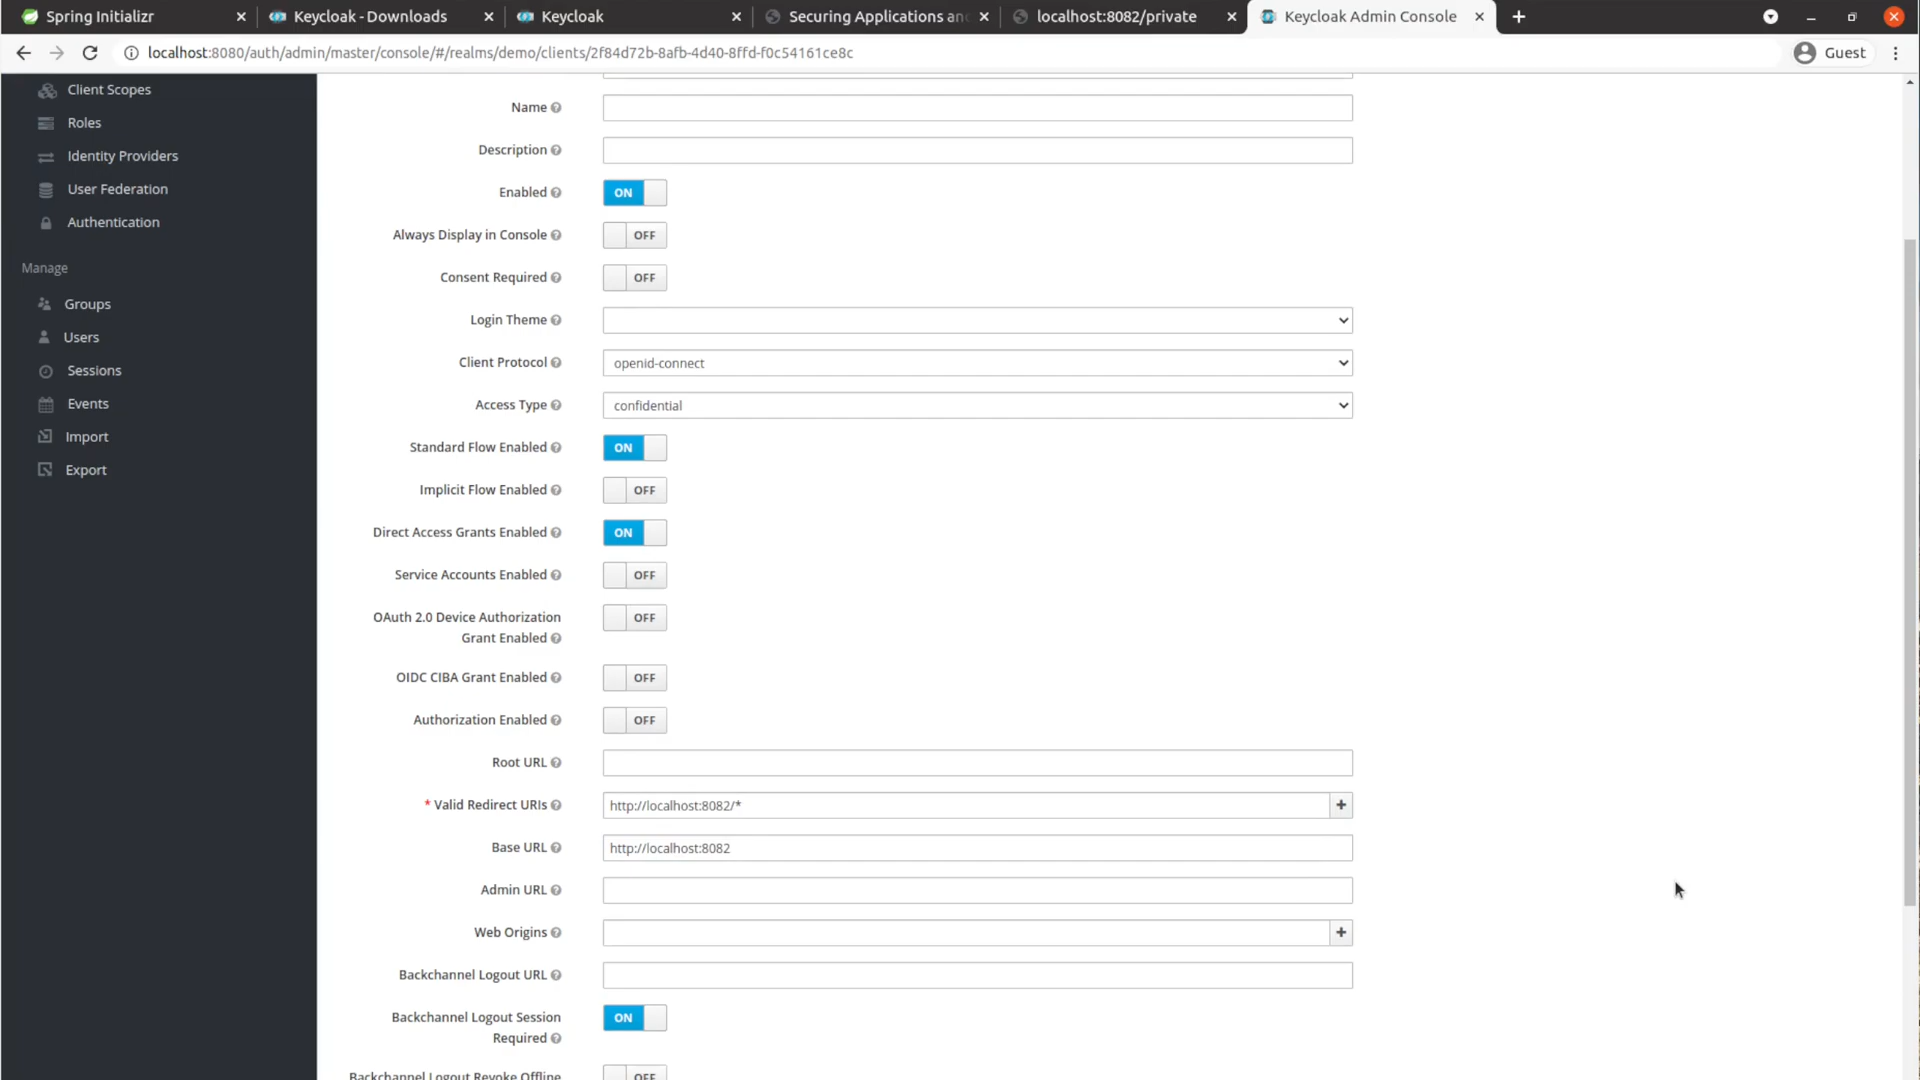 Spring Initializr
Keycloak - Downloads
Keycloak
Securing Applications an
localhost:8082/private
Keycloak Admin Console
localhost:8080/auth/admin/master/console/#/realms/demo/clients/2f84d72b-8afb-4d40-8ffd-f0c54161ce8c
Guest
Client Scopes
Roles
Identity Providers
User Federation
Authentication
Manage
Groups
Users
Sessions
Events
Import
Export
Name
Description
Enabled ON
Always Display in Console OFF
Consent Required OFF
Login Theme
Client Protocol openid-connect
Access Type confidential
Standard Flow Enabled ON
Implicit Flow Enabled OFF
Direct Access Grants Enabled ON
Service Accounts Enabled OFF
OAuth 2.0 Device Authorization
Grant Enabled OFF
OIDC CIBA Grant Enabled OFF
Authorization Enabled OFF
Root URL
* Valid Redirect URIs http://localhost:8082/*
Base URL http://localhost:8082
Admin URL
Web Origins
Backchannel Logout URL
Backchannel Logout Session
Required ON
Backchannel Logout Revoke Offline OFF